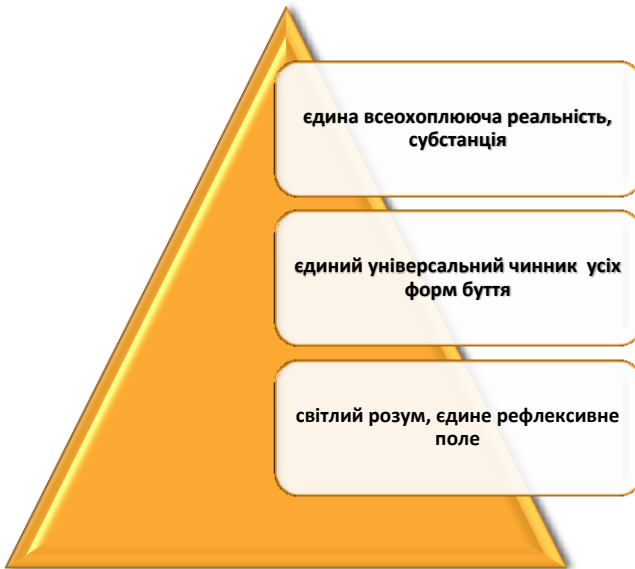 єдина всеохоплююча реальність,
субстанція
єдиний універсальний чинник усіх
форм буття
світлий розум, єдине рефлексивне
поле